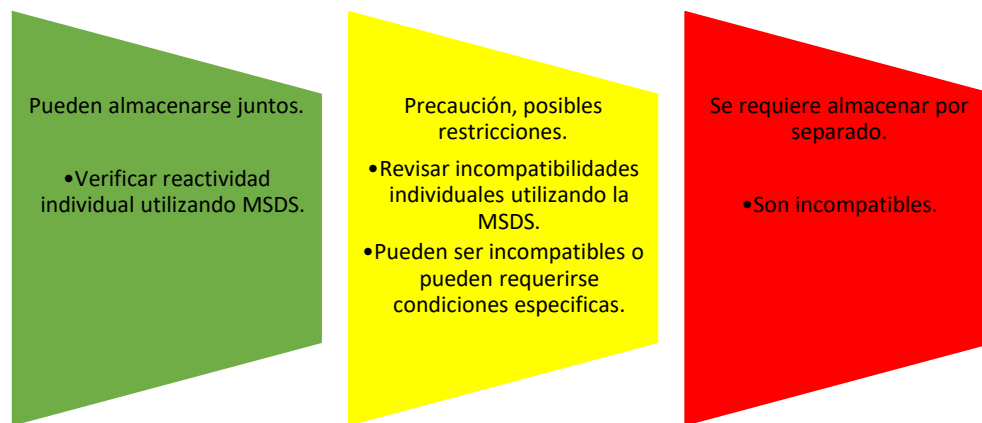 Pueden almacenarse juntos.
•Verificar reactividad
individual utilizando MSDS.
Precaución, posibles
restricciones.
•Revisar incompatibilidades
individuales utilizando la
MSDS.
•Pueden ser incompatibles o
pueden requerirse
condiciones especificas.
Se requiere almacenar por
separado.
•Son incompatibles.